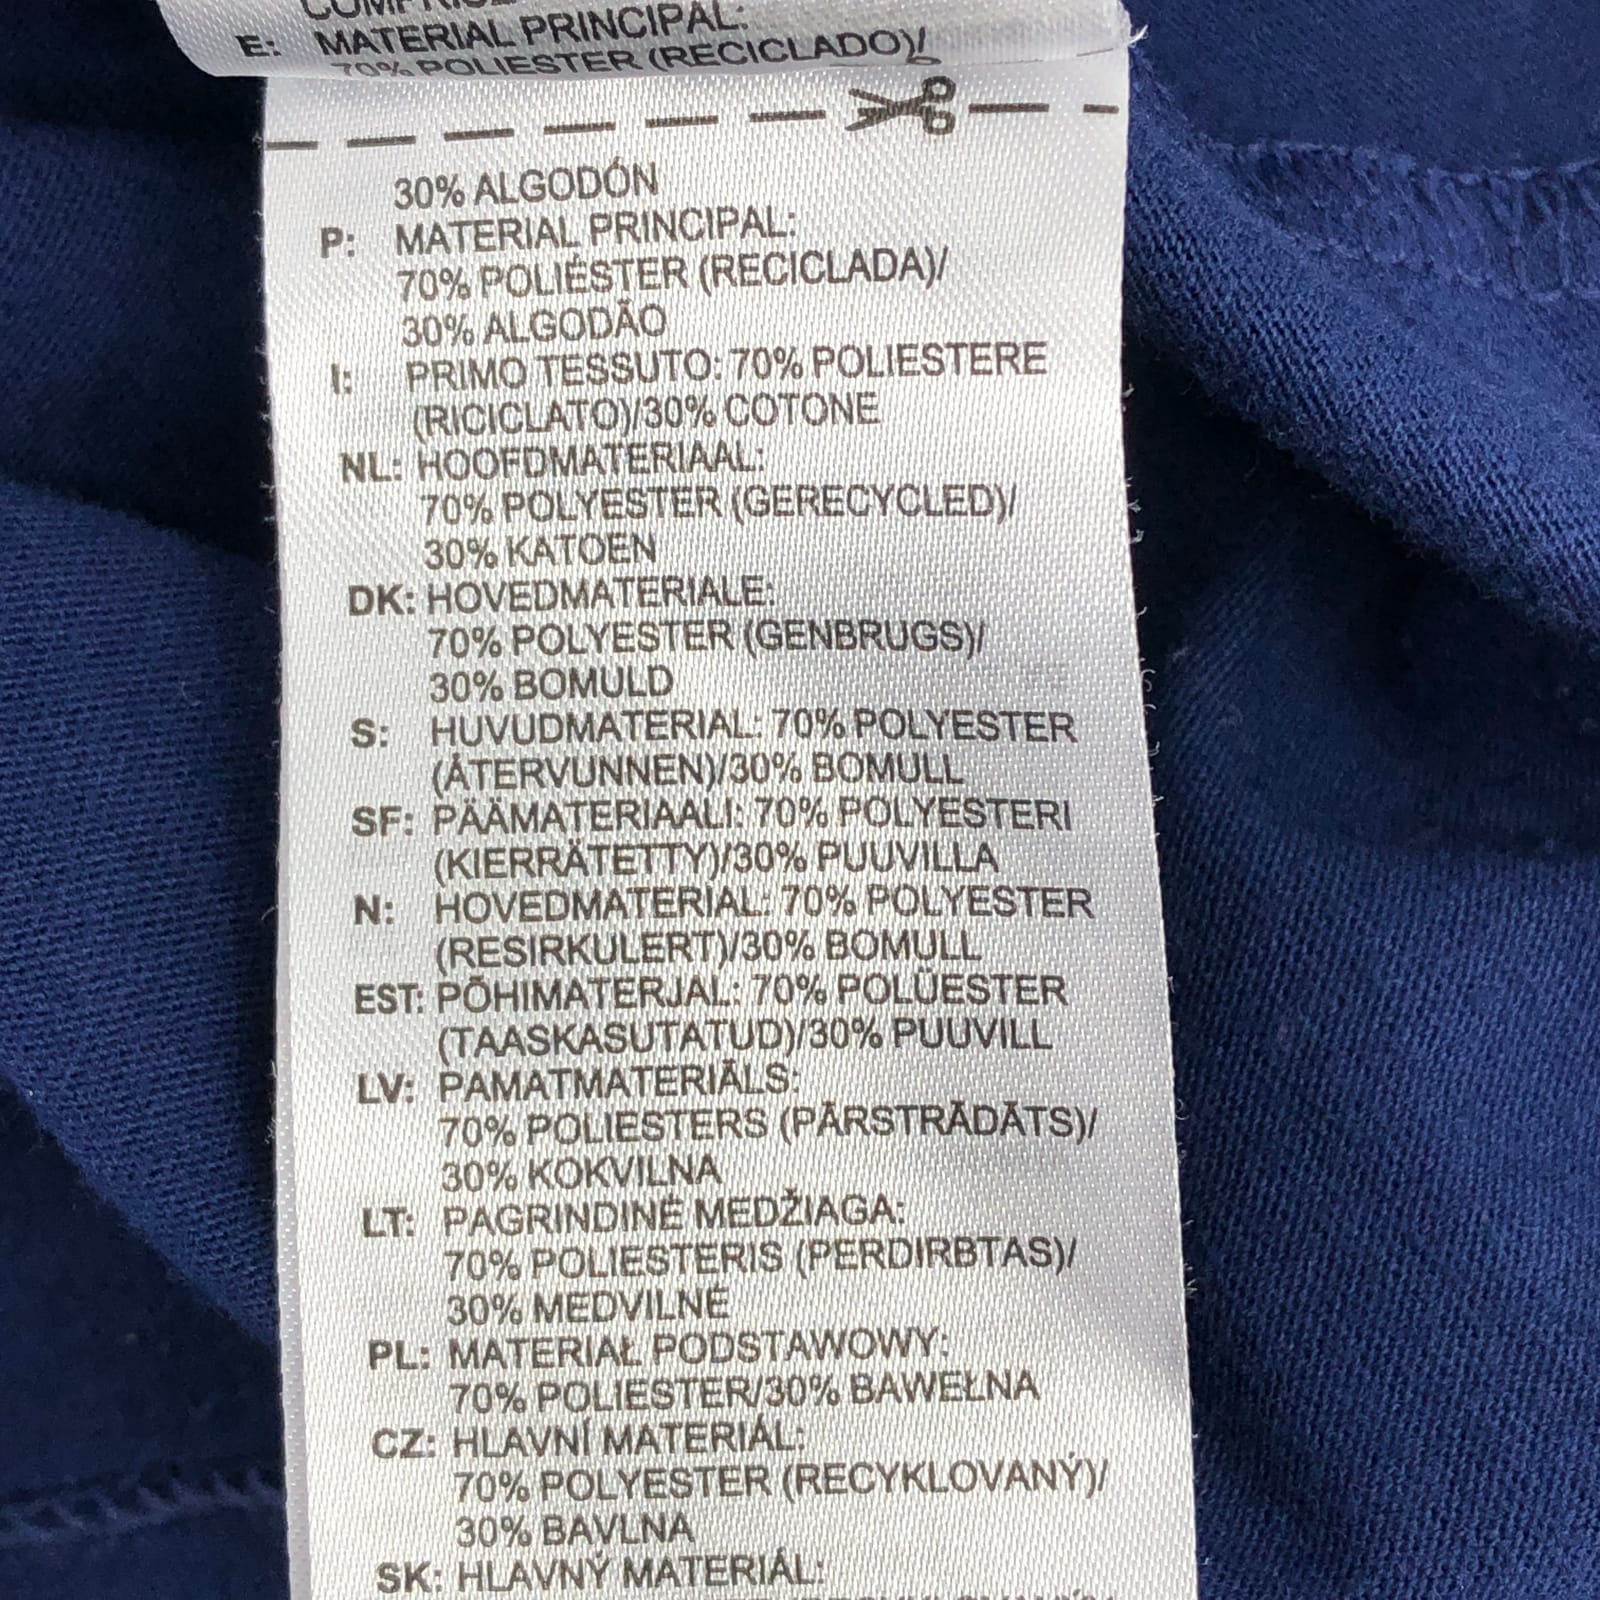 E: MATERIAL PRINCIPAL:
70% POLIESTER (RECICLADO)/
30% ALGODÓN
P: MATERIAL PRINCIPAL:
70% POLIÉSTER (RECICLADA)/
30% ALGODÃO
I: PRIMO TESSUTO: 70% POLIESTERE
(RICICLATO)/30% COTONE
NL: HOOFDMATERIAAL:
70% POLYESTER (GERECYCLED)/
30% KATOEN
DK: HOVEDMATERIALE:
70% POLYESTER (GENBRUGS)/
30% BOMULD
S: HUVUDMATERIAL: 70% POLYESTER
(ÅTERVUNNEN)/30% BOMULL
SF: PÄÄMATERIAALI: 70% POLYESTERI
(KIERRÄTETTY)/30% PUUVILLA
N: HOVEDMATERIAL: 70% POLYESTER
(RESIRKULERT)/30% BOMULL
EST: PÕHIMATERJAL: 70% POLÜESTER
(TAASKASUTATUD)/30% PUUVILL
LV: PAMATMATERIĀLS:
70% POLIESTERS (PĀRSTRĀDĀTS)/
30% KOKVILNA
LT: PAGRINDINĖ MEDŽIAGA:
70% POLIESTERIS (PERDIRBTAS)/
30% MEDVILNĖ
PL: MATERIAŁ PODSTAWOWY:
70% POLIESTER/30% BAWEŁNA
CZ: HLAVNÍ MATERIÁL:
70% POLYESTER (RECYKLOVANÝ)/
30% BAVLNA
SK: HLAVNÝ MATERIÁL: